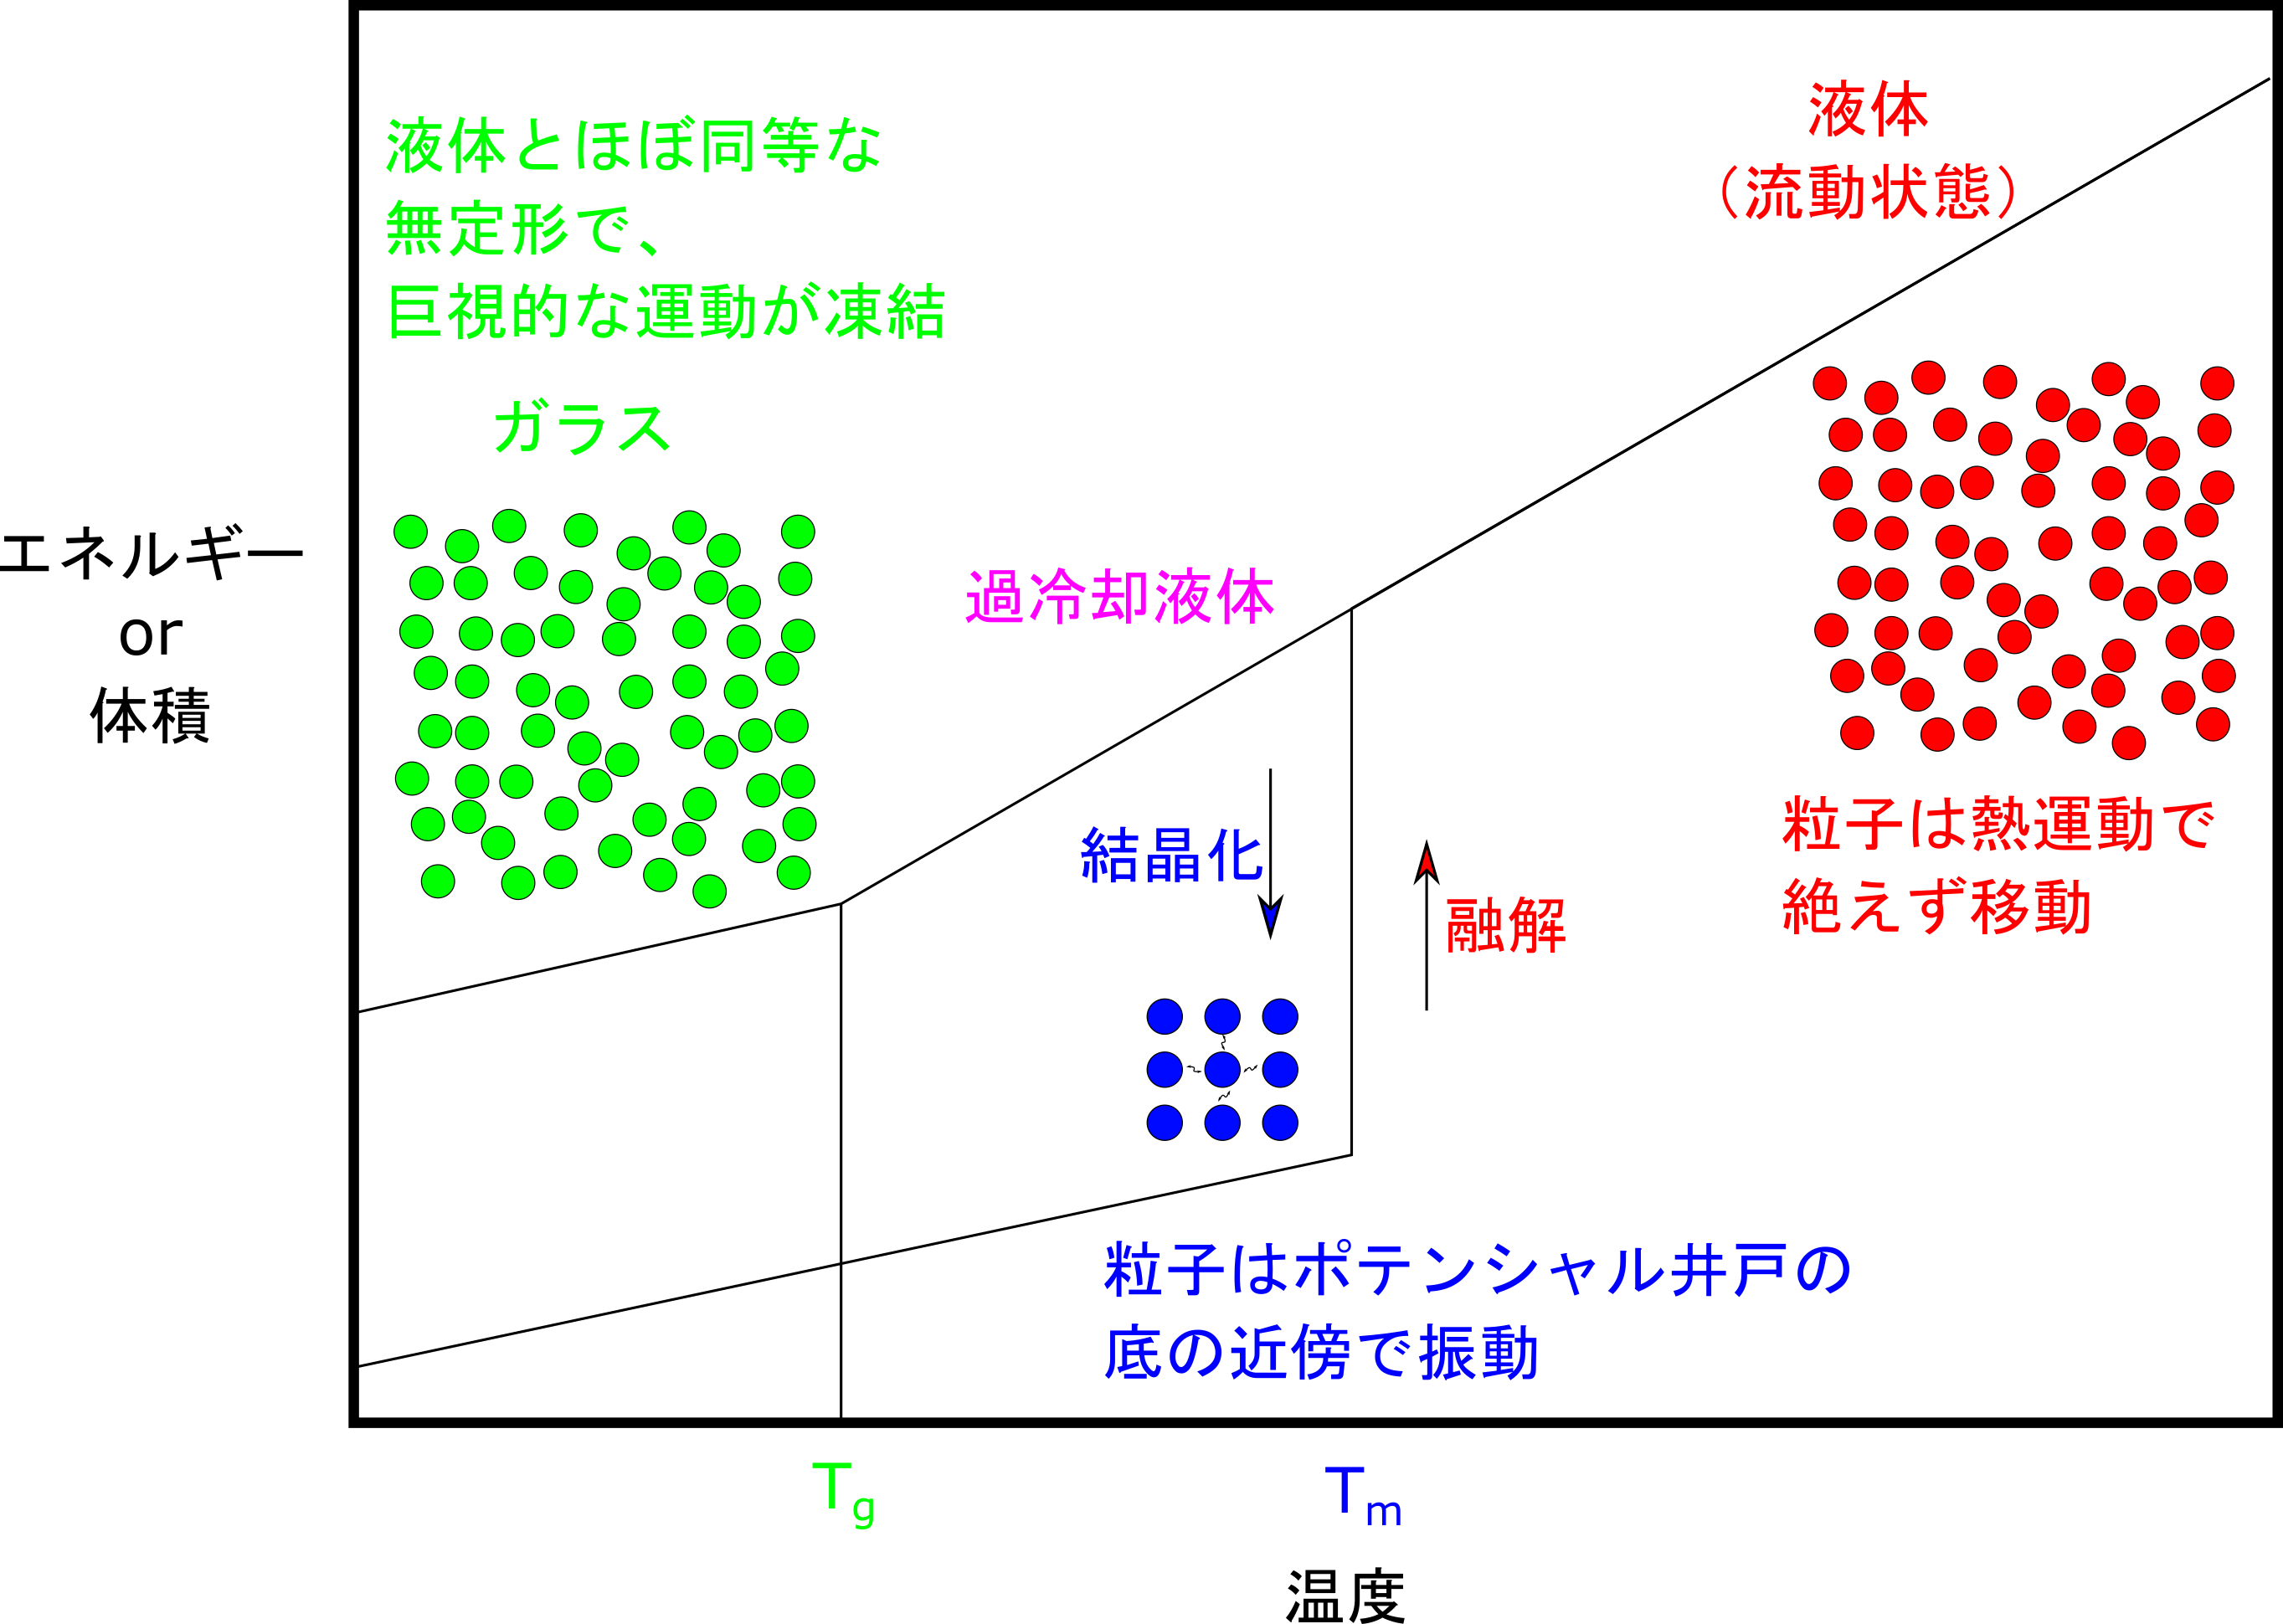 液体とほぼ同等な
無定形で、
巨視的な運動が凍結
ガラス
液体
（流動状態）
エネルギー
or
体積
過冷却液体
結晶化
融解
粒子は熱運動で
絶えず移動
粒子はポテンシャル井戸の
底の近傍で振動
Tg
Tm
温度